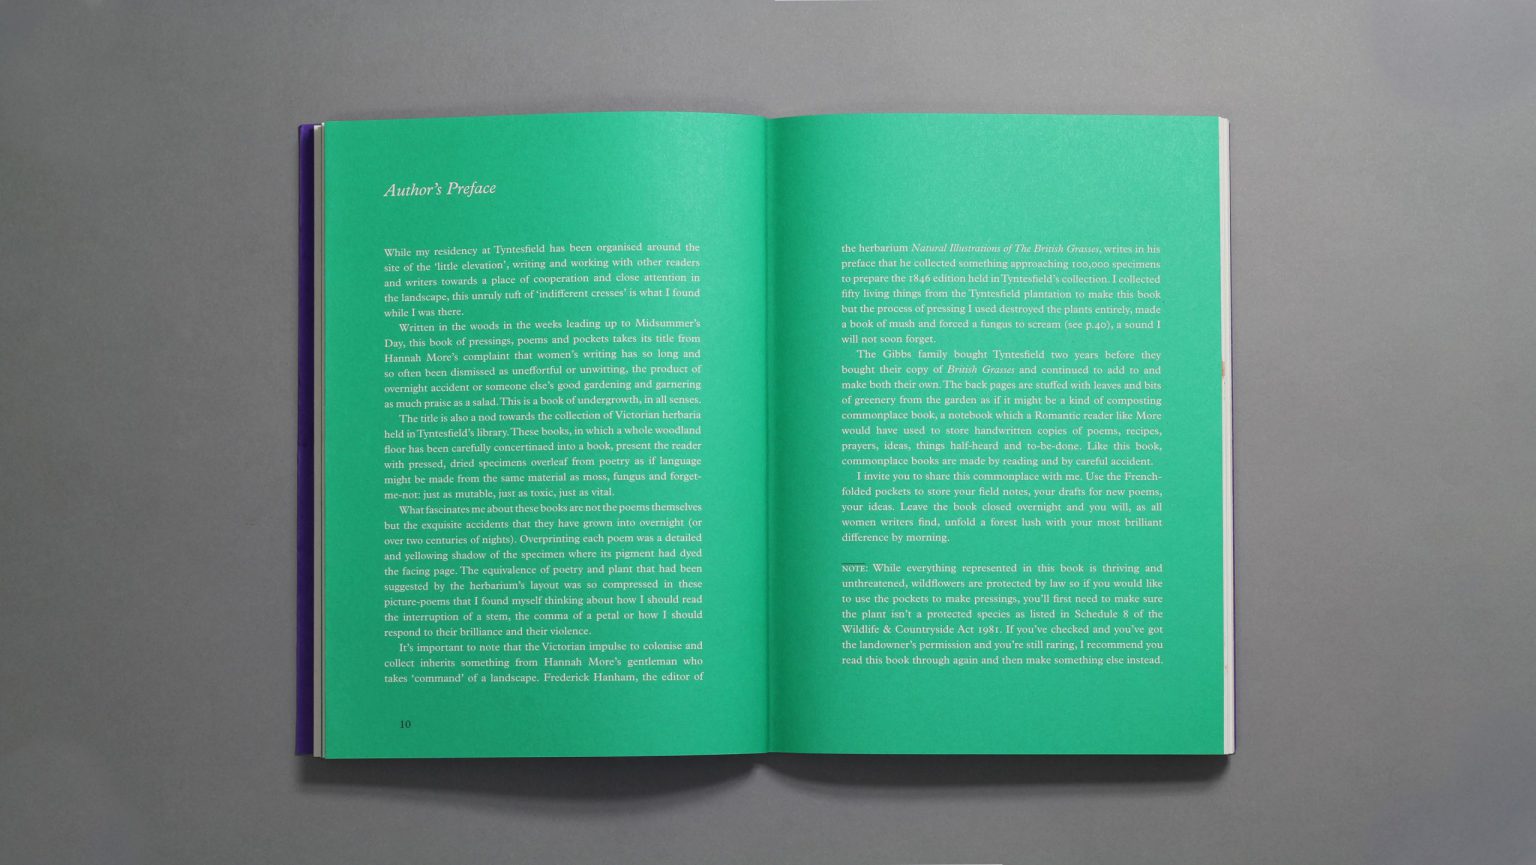 Author's Preface
While my residency at Tyntesfield has been organised around the
site of the 'little elevation', writing and working with other readers
and writers towards a place of cooperation and close attention in
the landscape, this unruly tuft of 'indifferent cresses' is what I found
while I was there.
Written in the woods in the weeks leading up to Midsummer's
Day, this book of pressings, poems and pockets takes its title from
Hannah More's complaint that women's writing has so long and
so often been dismissed as uneffortful or unwitting, the product of
overnight accident or someone else's good gardening and garnering
as much praise as a salad. This is a book of undergrowth, in all senses.
The title is also a nod towards the collection of Victorian herbaria
held in Tyntesfield's library. These books, in which a whole woodland
floor has been carefully concertinaed into a book, present the reader
with pressed, dried specimens overleaf from poetry as if language
might be made from the same material as moss, fungus and forget-
me-not: just as mutable, just as toxic, just as vital.
What fascinates me about these books are not the poems themselves
but the exquisite accidents that they have grown into overnight (or
over two centuries of nights). Overprinting each poem was a detailed
and yellowing shadow of the specimen where its pigment had dyed
the facing page. The equivalence of poetry and plant that had been
suggested by the herbarium's layout was so compressed in these
picture-poems that I found myself thinking about how I should read
the interruption of a stem, the comma of a petal or how I should
respond to their brilliance and their violence.
It's important to note that the Victorian impulse to colonise and
collect inherits something from Hannah More's gentleman who
takes 'command' of a landscape. Frederick Hanham, the editor of
10
the herbarium Natural Illustrations of The British Grasses, writes in his
preface that he collected something approaching 100,000 specimens
to prepare the 1846 edition held in Tyntesfield's collection. I collected
fifty living things from the Tyntesfield plantation to make this book
but the process of pressing I used destroyed the plants entirely, made
a book of mush and forced a fungus to scream (see p.40), a sound I
will not soon forget.
The Gibbs family bought Tyntesfield two years before they
bought their copy of British Grasses and continued to add to and
make both their own. The back pages are stuffed with leaves and bits
of greenery from the garden as if it might be a kind of composting
commonplace book, a notebook which a Romantic reader like More
would have used to store handwritten copies of poems, recipes,
prayers, ideas, things half-heard and to-be-done. Like this book,
commonplace books are made by reading and by careful accident.
I invite you to share this commonplace with me. Use the French-
folded pockets to store your field notes, your drafts for new poems,
your ideas. Leave the book closed overnight and you will, as all
women writers find, unfold a forest lush with your most brilliant
difference by morning.
NOTE: While everything represented in this book is thriving and
unthreatened, wildflowers are protected by law so if you would like
to use the pockets to make pressings, you'll first need to make sure
the plant isn't a protected species as listed in Schedule 8 of the
Wildlife & Countryside Act 1981. If you've checked and you've got
the landowner's permission and you're still raring, I recommend you
read this book through again and then make something else instead.